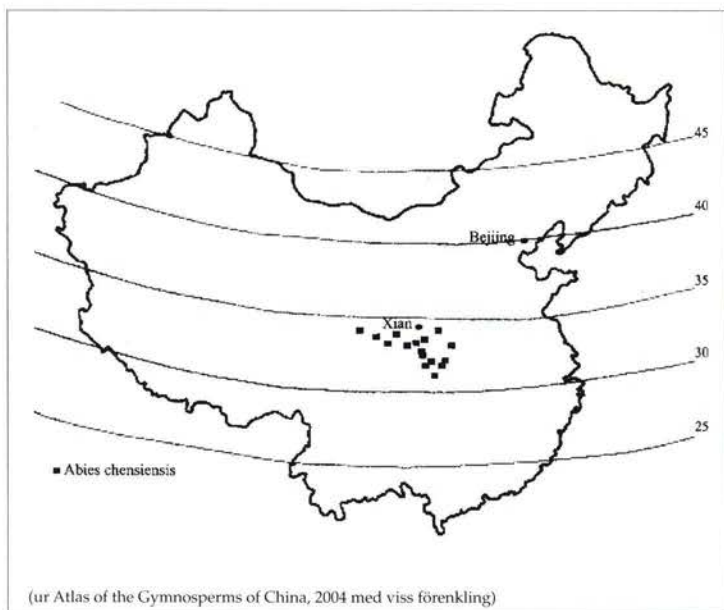 45
40
Beijing
35
Xian
30
25
Abies chensiensis
(ur Atlas of the Gymnosperms of China, 2004 med viss förenkling)